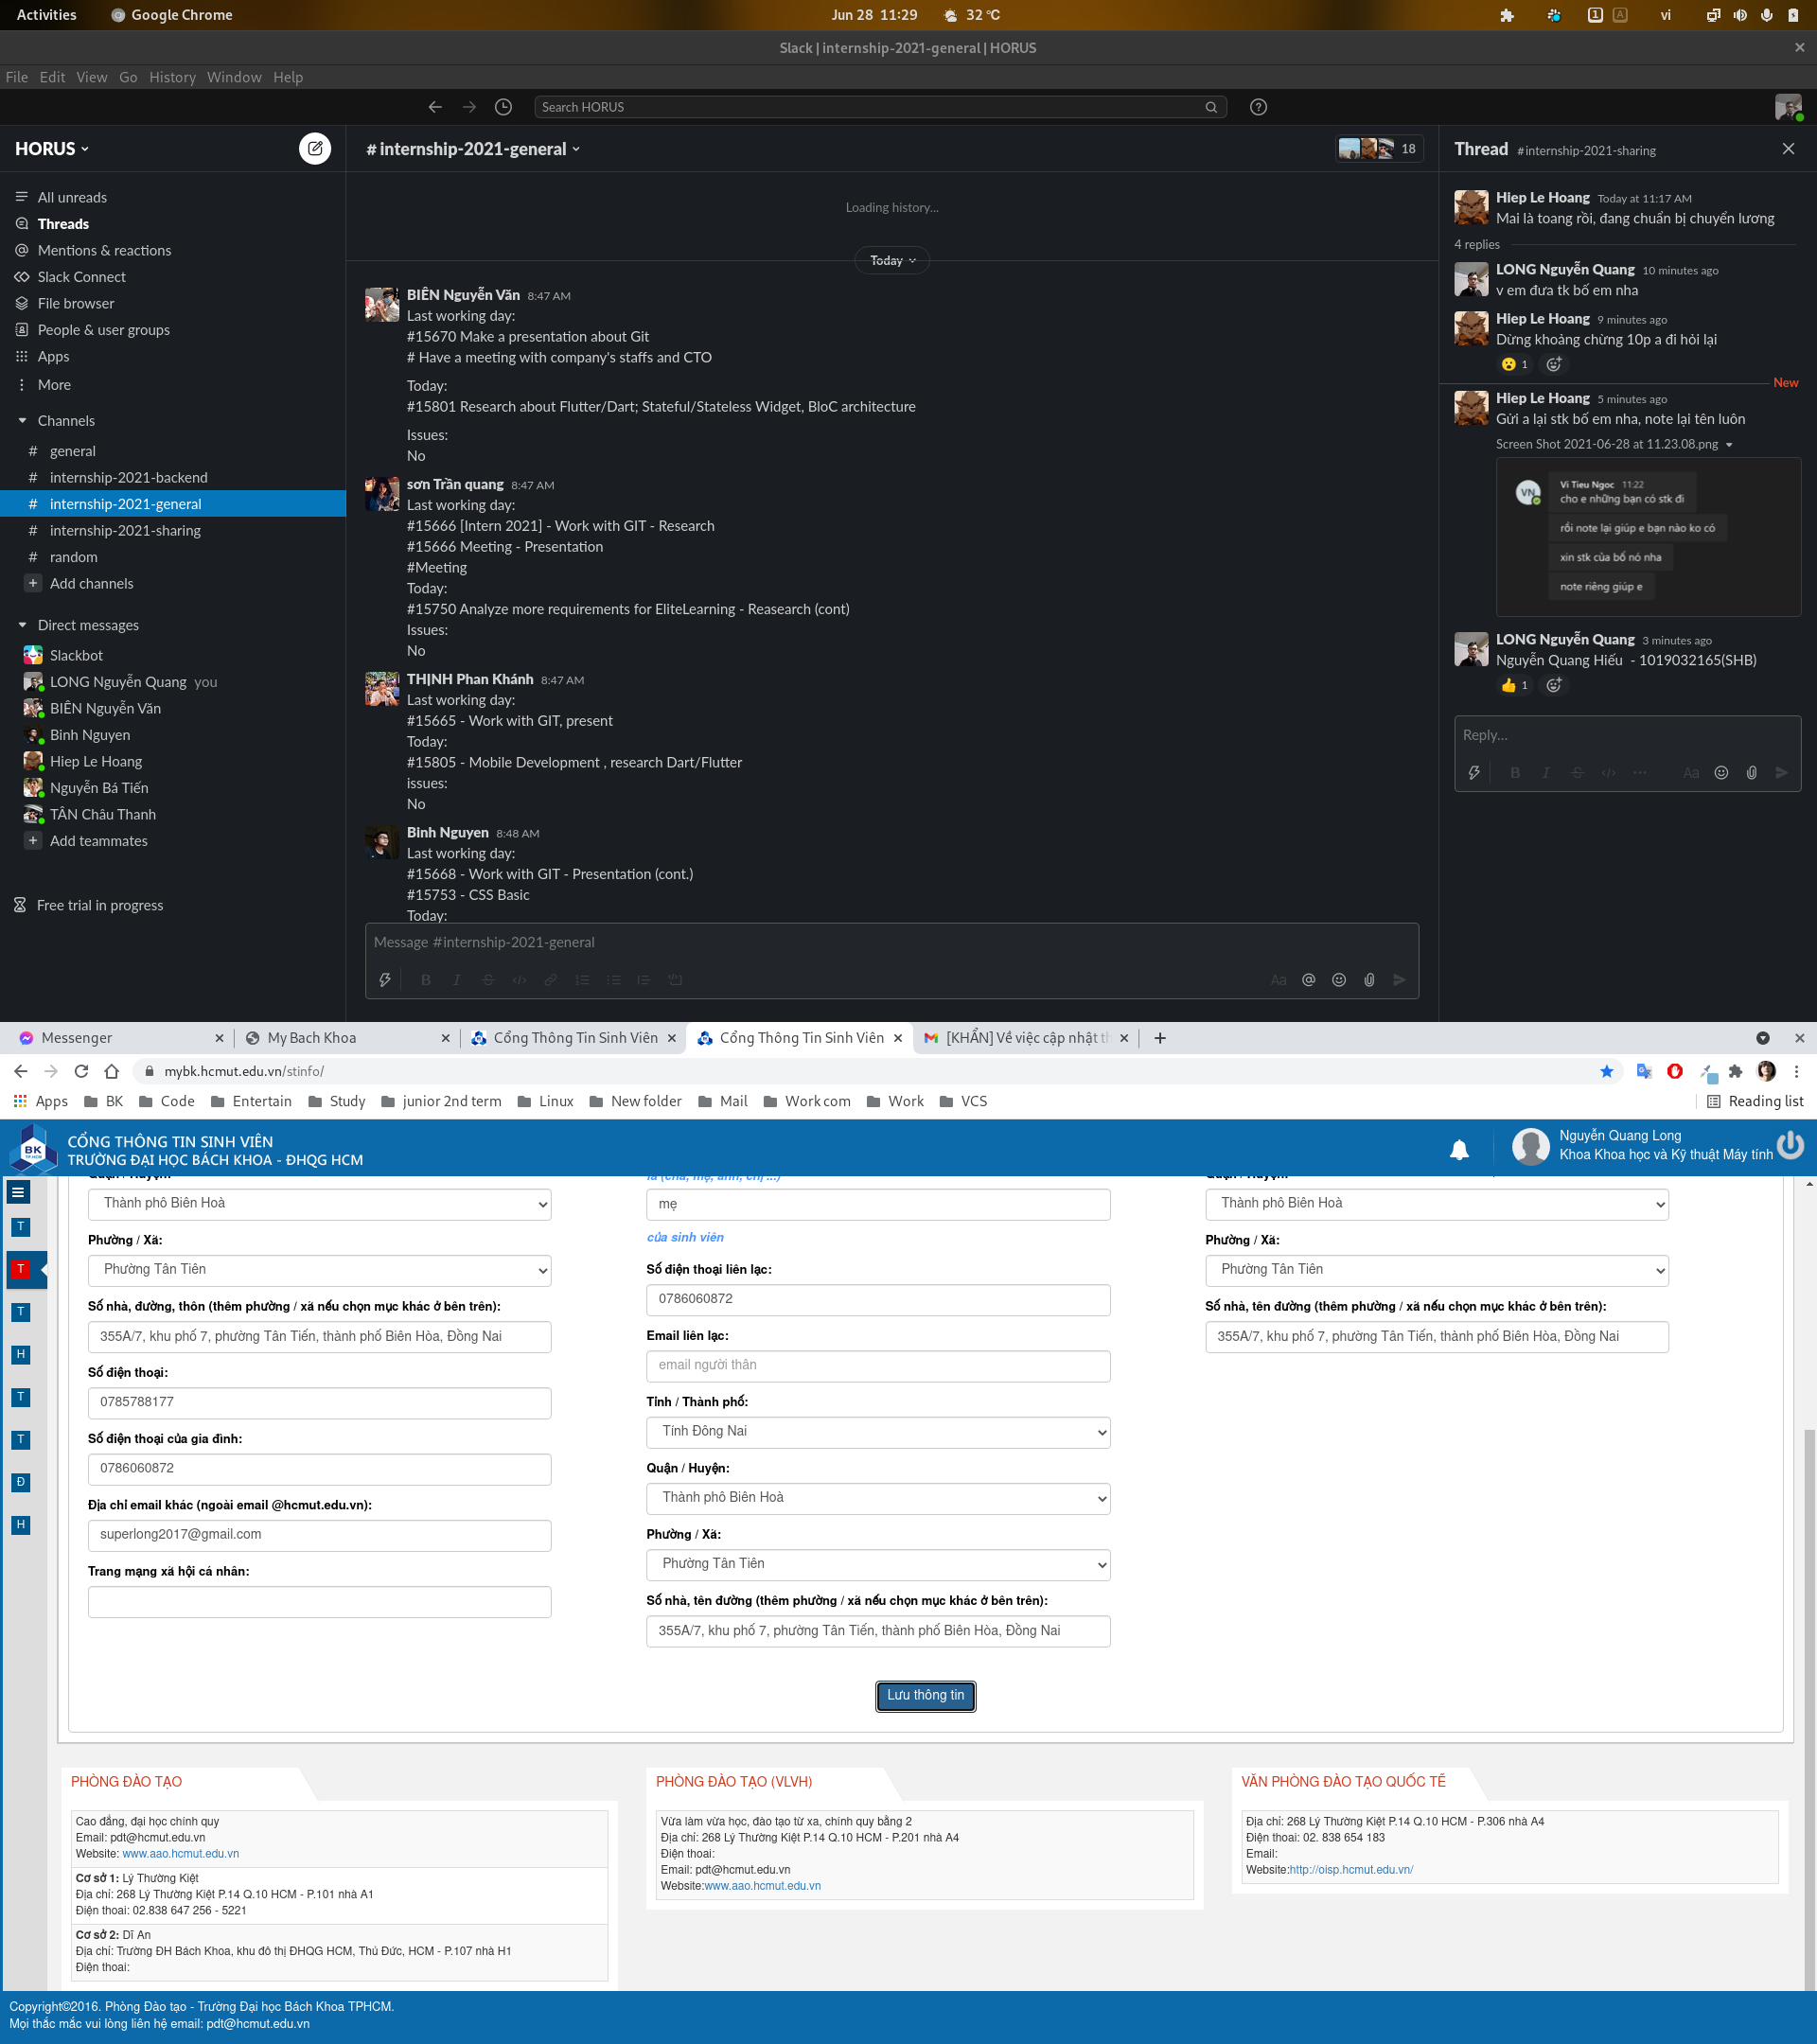 Activities
Google Chrome
Jun 28 11:29
32 °C
vi
Slack | internship-2021-general | HORUS
File Edit View Go History Window Help
Search HORUS
HORUS
All unreads
Threads
Mentions & reactions
Slack Connect
File browser
People & user groups
Apps
More
Channels
# general
# internship-2021-backend
# internship-2021-general
# internship-2021-sharing
# random
+ Add channels
Direct messages
Slackbot
LONG Nguyễn Quang you
BIÊN Nguyễn Văn
Binh Nguyen
Hiep Le Hoang
Nguyễn Bá Tiến
TÂN Châu Thanh
+ Add teammates
Free trial in progress
# internship-2021-general
18
Loading history...
Today
BIÊN Nguyễn Văn 8:47 AM
Last working day:
#15670 Make a presentation about Git
# Have a meeting with company's staffs and CTO
Today:
#15801 Research about Flutter/Dart; Stateful/Stateless Widget, BloC architecture
Issues:
No
sơn Trần quang 8:47 AM
Last working day:
#15666 [Intern 2021] - Work with GIT - Research
#15666 Meeting - Presentation
#Meeting
Today:
#15750 Analyze more requirements for EliteLearning - Reasearch (cont)
Issues:
No
THỊNH Phan Khánh 8:47 AM
Last working day:
#15665 - Work with GIT, present
Today:
#15805 - Mobile Development , research Dart/Flutter
issues:
No
Binh Nguyen 8:48 AM
Last working day:
#15668 - Work with GIT - Presentation (cont.)
#15753 - CSS Basic
Today:
Message #internship-2021-general
Thread #internship-2021-sharing
Hiep Le Hoang Today at 11:17 AM
Mai là toang rồi, đang chuẩn bị chuyển lương
4 replies
LONG Nguyễn Quang 10 minutes ago
v em đưa tk bố em nha
Hiep Le Hoang 9 minutes ago
Dừng khoảng chừng 10p a đi hỏi lại
1
New
Hiep Le Hoang 5 minutes ago
Gửi a lại stk bố em nha, note lại tên luôn
Screen Shot 2021-06-28 at 11.23.08.png
VN
Vi Tieu Ngoc 11:22
cho e những bạn có stk đi
rồi note lại giúp e bạn nào ko có
xin stk của bố nó nha
note riêng giúp e
LONG Nguyễn Quang 3 minutes ago
Nguyễn Quang Hiếu - 1019032165(SHB)
1
Reply...
Messenger
My Bach Khoa
Cổng Thông Tin Sinh Viên
Cổng Thông Tin Sinh Viên
[KHẨN] Về việc cập nhật th
mybk.hcmut.edu.vn/stinfo/
Apps BK Code Entertain Study junior 2nd term Linux New folder Mail Work com Work VCS Reading list
CỔNG THÔNG TIN SINH VIÊN
TRƯỜNG ĐẠI HỌC BÁCH KHOA - ĐHQG HCM
Nguyễn Quang Long
Khoa Khoa học và Kỹ thuật Máy tính
T
T
T
H
T
T
Đ
H
Thành phố Biên Hoà
Phường / Xã:
Phường Tân Tiên
Số nhà, đường, thôn (thêm phường / xã nếu chọn mục khác ở bên trên):
355A/7, khu phố 7, phường Tân Tiến, thành phố Biên Hòa, Đồng Nai
Số điện thoại:
0785788177
Số điện thoại của gia đình:
0786060872
Địa chỉ email khác (ngoài email @hcmut.edu.vn):
superlong2017@gmail.com
Trang mạng xã hội cá nhân:
là (cha, mẹ, anh, chị ...)
mẹ
của sinh viên
Số điện thoại liên lạc:
0786060872
Email liên lạc:
email người thân
Tỉnh / Thành phố:
Tỉnh Đồng Nai
Quận / Huyện:
Thành phố Biên Hoà
Phường / Xã:
Phường Tân Tiên
Số nhà, tên đường (thêm phường / xã nếu chọn mục khác ở bên trên):
355A/7, khu phố 7, phường Tân Tiến, thành phố Biên Hòa, Đồng Nai
Thành phố Biên Hoà
Phường / Xã:
Phường Tân Tiên
Số nhà, tên đường (thêm phường / xã nếu chọn mục khác ở bên trên):
355A/7, khu phố 7, phường Tân Tiến, thành phố Biên Hòa, Đồng Nai
Lưu thông tin
PHÒNG ĐÀO TẠO
Cao đẳng, đại học chính quy
Email: pdt@hcmut.edu.vn
Website: www.aao.hcmut.edu.vn
Cơ sở 1: Lý Thường Kiệt
Địa chỉ: 268 Lý Thường Kiệt P.14 Q.10 HCM - P.101 nhà A1
Điện thoại: 02.838 647 256 - 5221
Cơ sở 2: Dĩ An
Địa chỉ: Trường ĐH Bách Khoa, khu đô thị ĐHQG HCM, Thủ Đức, HCM - P.107 nhà H1
Điện thoại:
PHÒNG ĐÀO TẠO (VLVH)
Vừa làm vừa học, đào tạo từ xa, chính quy bằng 2
Địa chỉ: 268 Lý Thường Kiệt P.14 Q.10 HCM - P.201 nhà A4
Điện thoại:
Email: pdt@hcmut.edu.vn
Website:www.aao.hcmut.edu.vn
VĂN PHÒNG ĐÀO TẠO QUỐC TẾ
Địa chỉ: 268 Lý Thường Kiệt P.14 Q.10 HCM - P.306 nhà A4
Điện thoại: 02. 838 654 183
Email:
Website:http://oisp.hcmut.edu.vn/
Copyright©2016. Phòng Đào tạo - Trường Đại học Bách Khoa TPHCM.
Mọi thắc mắc vui lòng liên hệ email: pdt@hcmut.edu.vn